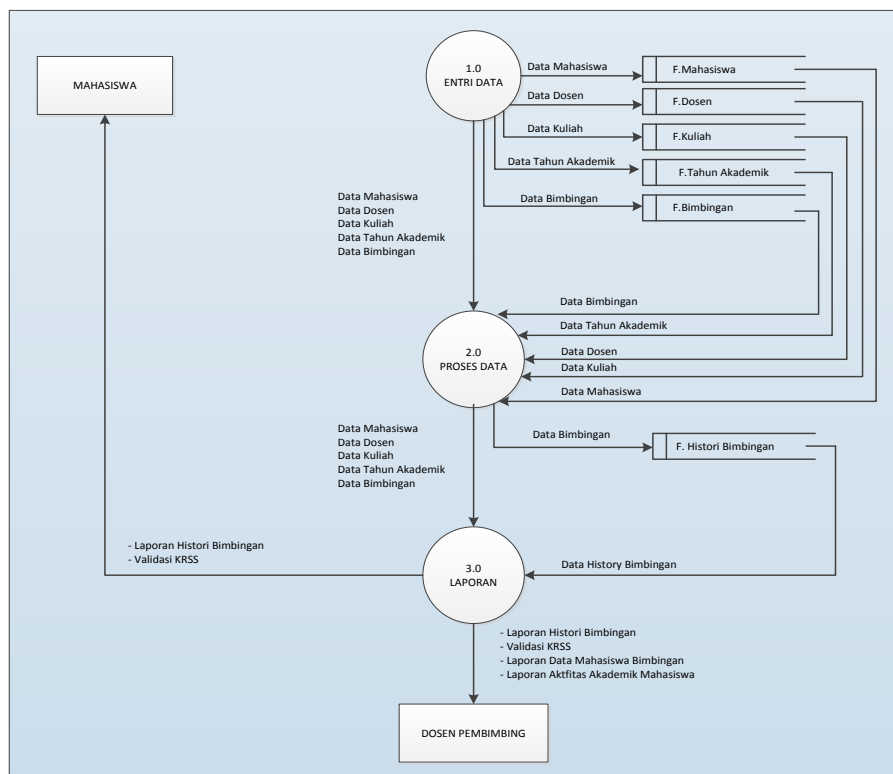 MAHASISWA
1.0
ENTRI DATA
Data Mahasiswa
F.Mahasiswa
Data Dosen
F.Dosen
Data Kuliah
F.Kuliah
Data Tahun Akademik
F.Tahun Akademik
Data Bimbingan
F.Bimbingan
Data Mahasiswa
Data Dosen
Data Kuliah
Data Tahun Akademik
Data Bimbingan
Data Bimbingan
Data Tahun Akademik
Data Dosen
Data Kuliah
Data Mahasiswa
2.0
PROSES DATA
Data Mahasiswa
Data Dosen
Data Kuliah
Data Tahun Akademik
Data Bimbingan
Data Bimbingan
F. Histori Bimbingan
- Laporan Histori Bimbingan
- Validasi KRSS
3.0
LAPORAN
Data History Bimbingan
- Laporan Histori Bimbingan
- Validasi KRSS
- Laporan Data Mahasiswa Bimbingan
- Laporan Aktfitas Akademik Mahasiswa
DOSEN PEMBIMBING